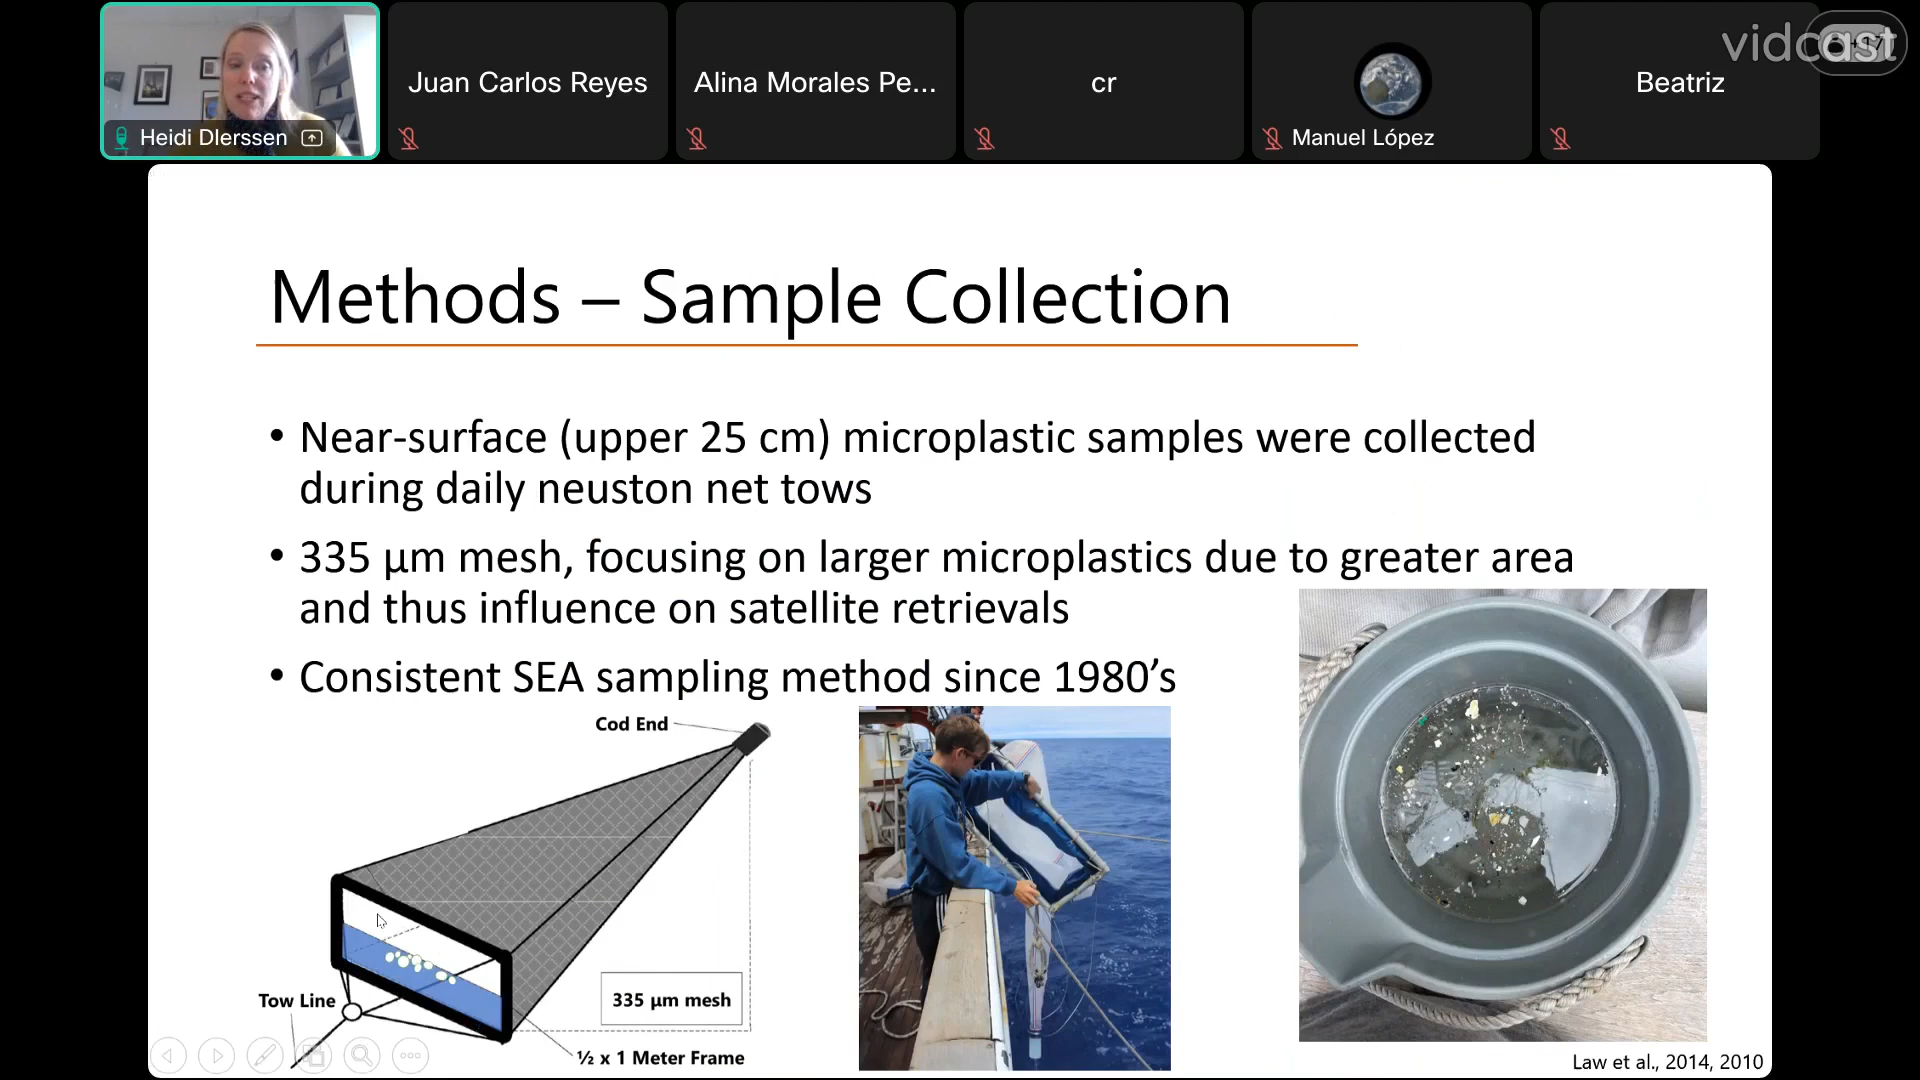 vidcast
Juan Carlos Reyes
Alina Morales Pe...
cr
Beatriz
Heidi DIerssen
Manuel López
Methods – Sample Collection
• Near-surface (upper 25 cm) microplastic samples were collected
during daily neuston net tows
• 335 µm mesh, focusing on larger microplastics due to greater area
and thus influence on satellite retrievals
• Consistent SEA sampling method since 1980’s
Cod End
Tow Line
335 µm mesh
½ x 1 Meter Frame
Law et al., 2014, 2010